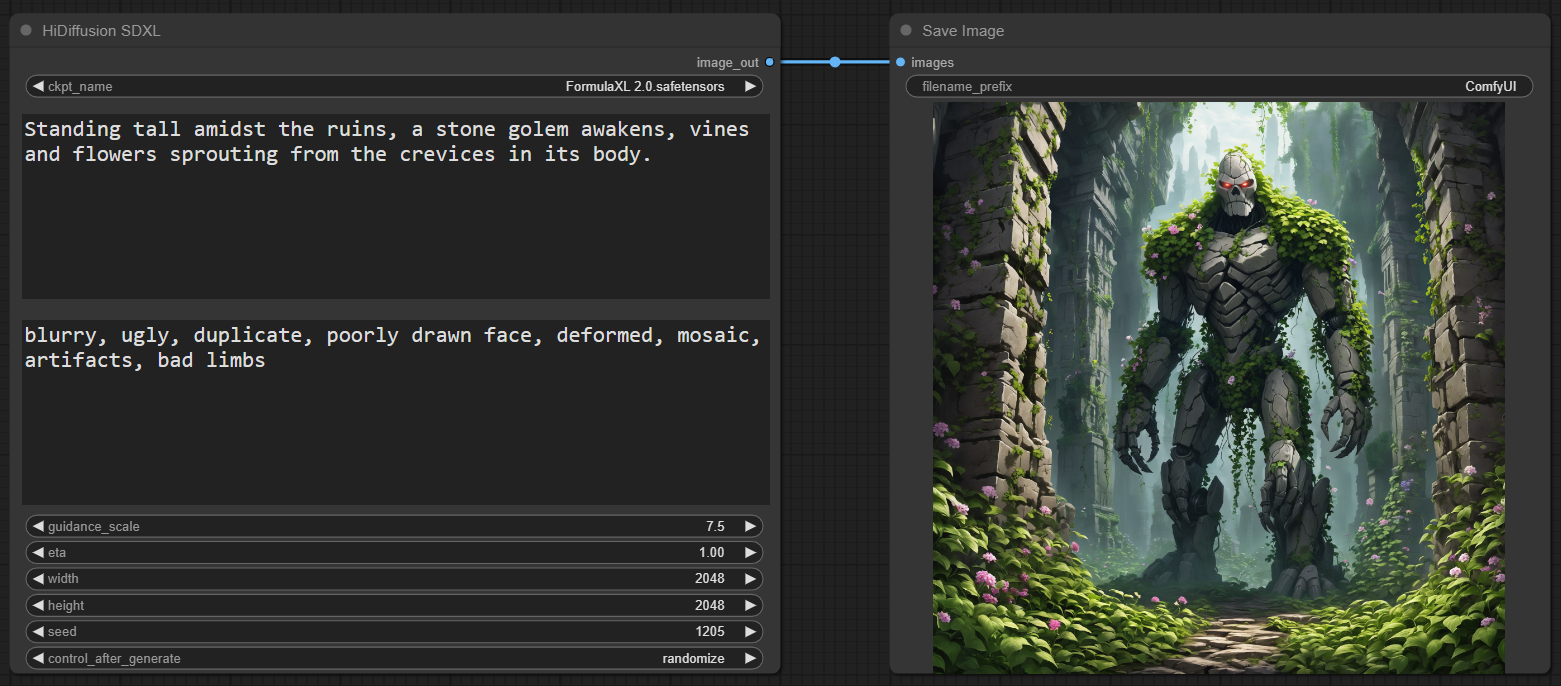 HiDiffusion SDXL
image_out
ckpt_name FormulaXL 2.0.safetensors
Standing tall amidst the ruins, a stone golem awakens, vines
and flowers sprouting from the crevices in its body.
blurry, ugly, duplicate, poorly drawn face, deformed, mosaic,
artifacts, bad limbs
guidance_scale 7.5
eta 1.00
width 2048
height 2048
seed 1205
control_after_generate randomize
Save Image
images
filename_prefix ComfyUI